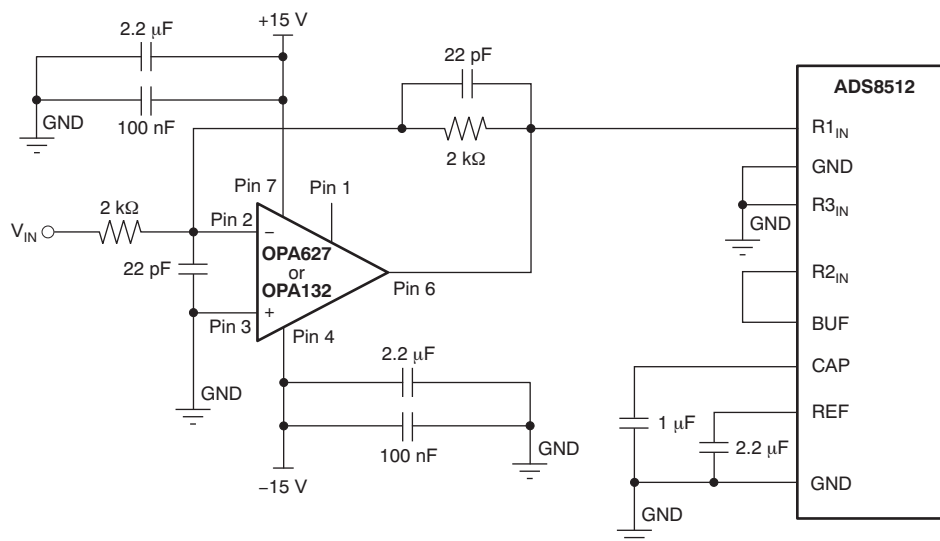 +15 V
2.2 μF
22 pF
ADS8512
GND
100 nF
R1IN
2 kΩ
GND
Pin 7
Pin 1
GND
R3IN
2 kΩ
VIN
Pin 2
−
OPA627
or
OPA132
22 pF
Pin 6
R2IN
+
Pin 3
Pin 4
BUF
2.2 μF
CAP
GND
REF
1 μF
2.2 μF
100 nF
GND
−15 V
GND
GND